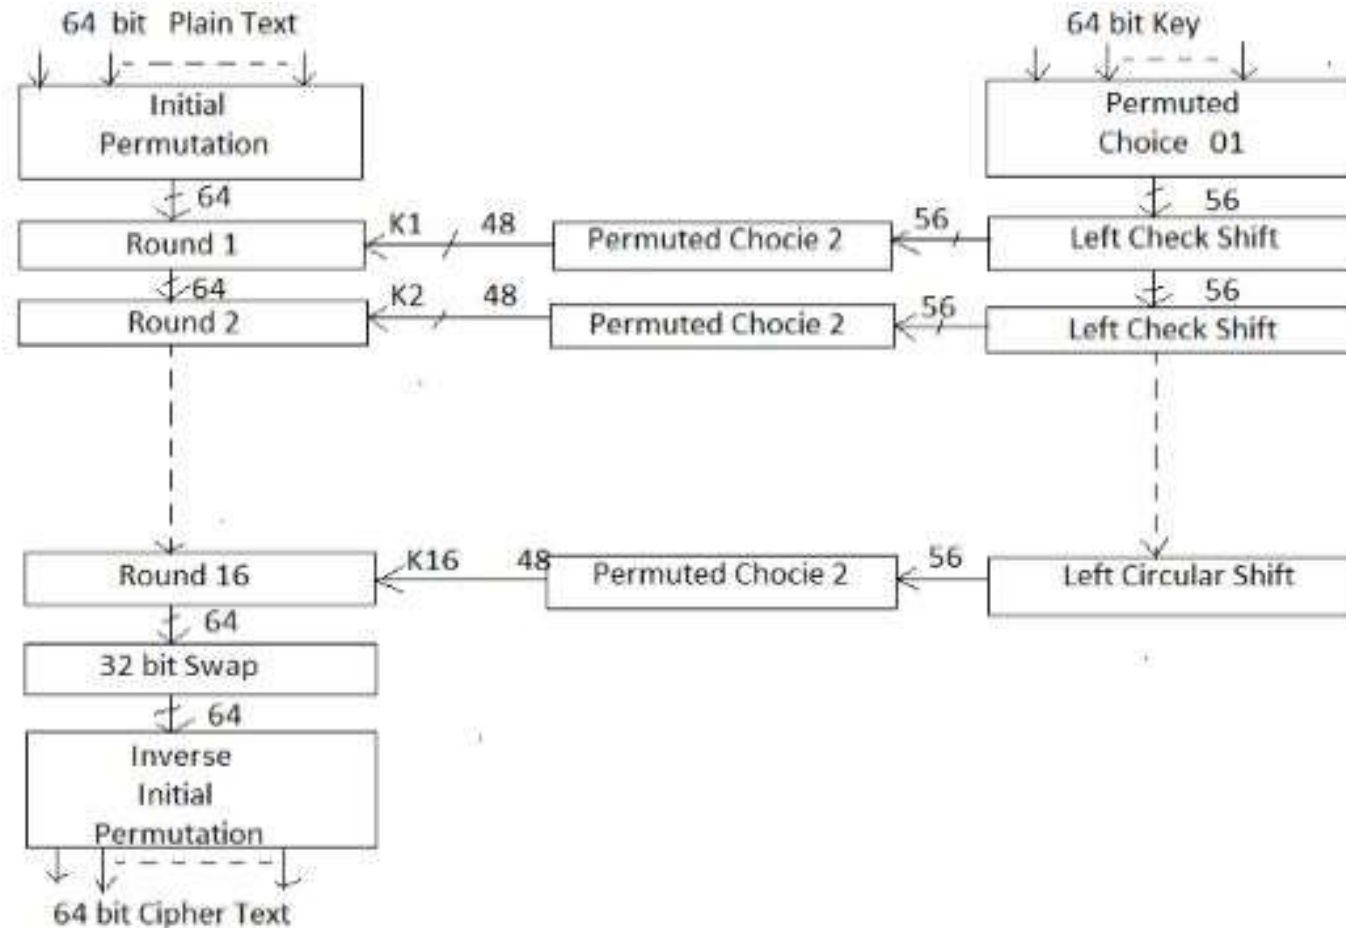 64 bit Plain Text
64 bit Key
Initial
Permutation
Permuted
Choice 01
64
56
Round 1
K1
48
Permuted Chocie 2
56
Left Check Shift
64
56
Round 2
K2
48
Permuted Chocie 2
56
Left Check Shift
Round 16
K16
48
Permuted Chocie 2
56
Left Circular Shift
64
32 bit Swap
64
Inverse
Initial
Permutation
64 bit Cipher Text